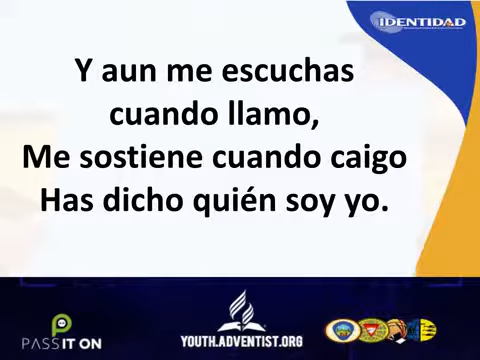 IDENTIDAD
Y aun me escuchas
cuando llamo,
Me sostiene cuando caigo
Has dicho quién soy yo.
PASS IT ON
YOUTH.ADVENTIST.ORG